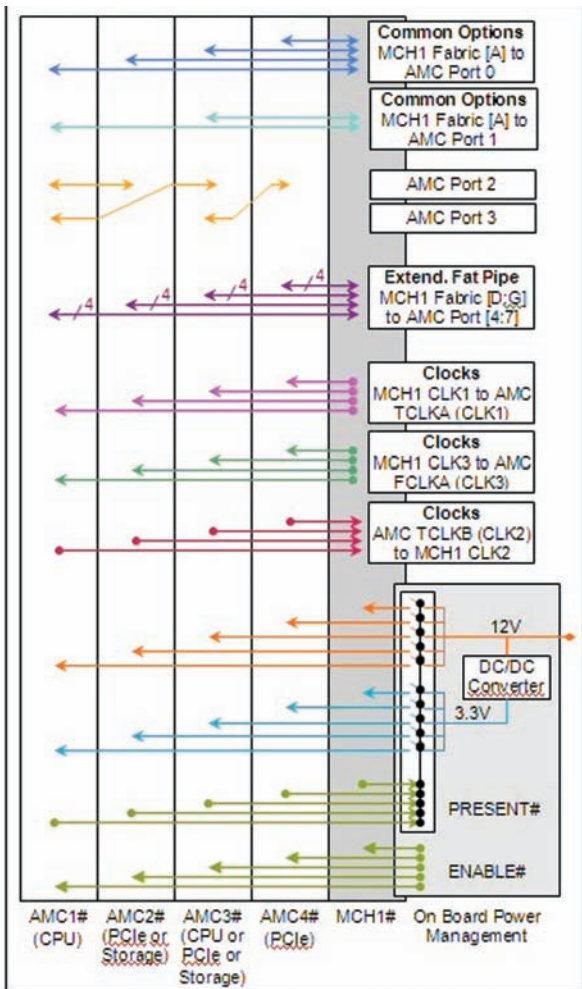 Common Options
MCH1 Fabric [A] to
AMC Port 0
Common Options
MCH1 Fabric [A] to
AMC Port 1
AMC Port 2
AMC Port 3
4
4
4
4
Extend. Fat Pipe
MCH1 Fabric [D:G]
to AMC Port [4:7]
Clocks
MCH1 CLK1 to AMC
TCLKA (CLK1)
Clocks
MCH1 CLK3 to AMC
FCLKA (CLK3)
Clocks
AMC TCLKB (CLK2)
to MCH1 CLK2
12V
DC/DC
Converter
3.3V
PRESENT#
ENABLE#
AMC1#
(CPU)
AMC2#
(PCIe or
Storage)
AMC3#
(CPU or
PCIe or
Storage)
AMC4#
(PCIe)
MCH1#
On Board Power
Management